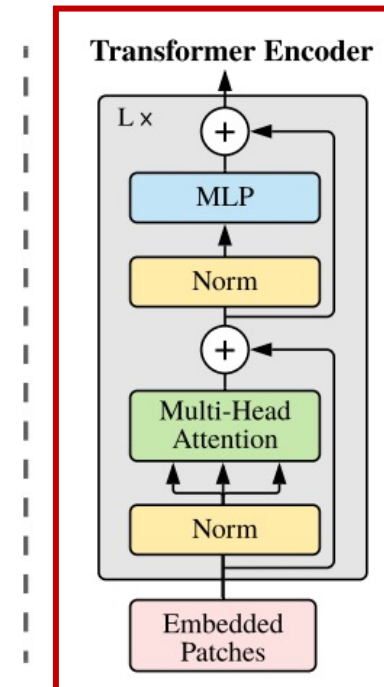 Transformer Encoder
L ×
+
MLP
Norm
+
Multi-Head
Attention
Norm
Embedded
Patches